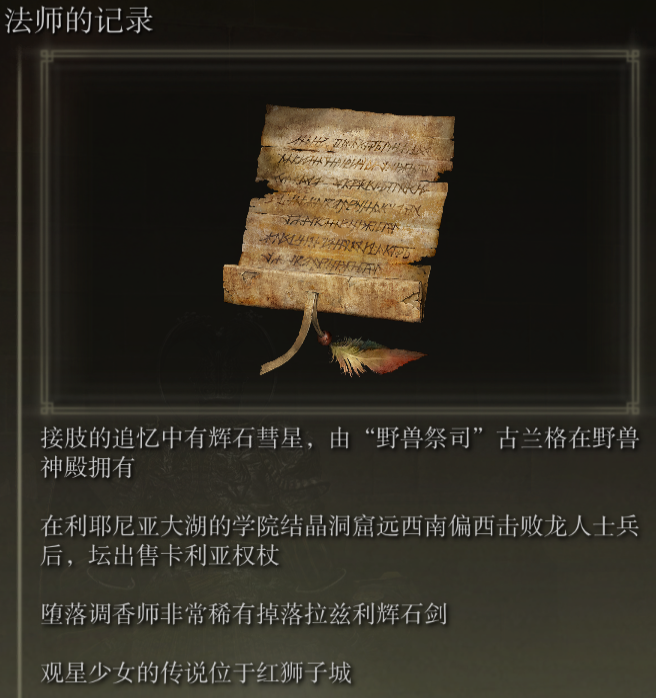 法师的记录
接肢的追忆中有辉石彗星，由“野兽祭司”古兰格在野兽
神殿拥有
在利耶尼亚大湖的学院结晶洞窟远西南偏西击败龙人士兵
后，坛出售卡利亚权杖
堕落调香师非常稀有掉落拉兹利辉石剑
观星少女的传说位于红狮子城